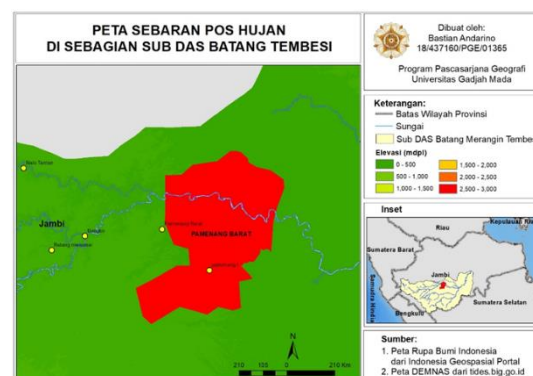 PETA SEBARAN POS HUJAN
DI SEBAGIAN SUB DAS BATANG TEMBESI
Dibuat oleh:
Bastian Andarino
18/437160/PGE/01365
Program Pascasarjana Geografi
Universitas Gadjah Mada
Keterangan:
Batas Wilayah Provinsi
Sungai
Sub DAS Batang Merangin Tembe
Elevasi (mdpl)
0 - 500
500 - 1,000
1,000 - 1,500
1,500 - 2,000
2,000 - 2,500
2,500 - 3,000
Jambi
PAMENANG BARAT
N
210 105 0 210 Km
Inset
Riau
Kepulauan Ria
Sumatera Barat
Jambi
Sumatera Selatan
Bengkulu
Sumber:
1. Peta Rupa Bumi Indonesia
dari Indonesia Geospasial Portal
2. Peta DEMNAS dari tides.big.go.id